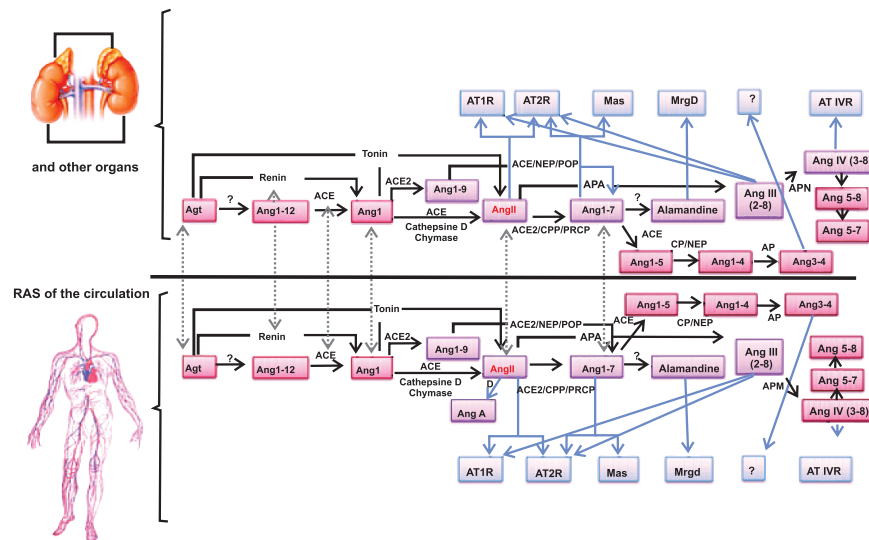 AT1R
AT2R
Mas
MrgD
?
AT IVR
and other organs
Tonin
ACE/NEP/POP
Ang IV (3-8)
Renin
ACE2
Ang1-9
APA
Ang III
(2-8)
APN
?
ACE
Ang 5-8
Agt
Ang1-12
Ang1
ACE
AngII
Ang1-7
?
Alamandine
Cathepsine D
Chymase
ACE2/CPP/PRCP
Ang 5-7
ACE
CP/NEP
AP
Ang1-5
Ang1-4
Ang3-4
RAS of the circulation
Ang1-5
Ang1-4
Ang3-4
Tonin
CP/NEP
AP
ACE2/NEP/POP
ACE
Renin
ACE2
Ang1-9
APA
Ang III
(2-8)
Ang 5-8
?
ACE
Agt
Ang1-12
Ang1
ACE
AngII
Ang1-7
?
Alamandine
Ang 5-7
Cathepsine D
Chymase
D
ACE2/CPP/PRCP
APM
Ang IV (3-8)
Ang A
AT1R
AT2R
Mas
Mrgd
?
AT IVR